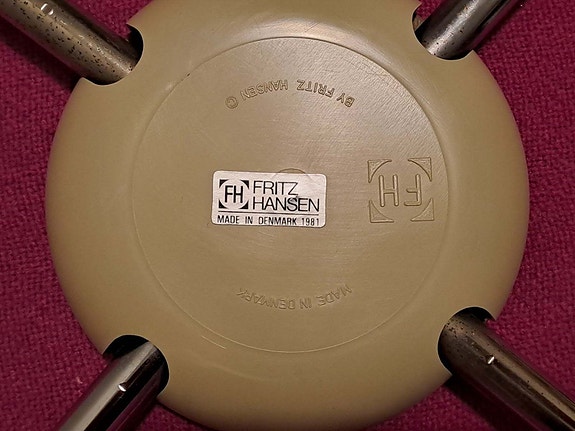 BY FRITZ HANSEN ©
FH
FRITZ
HANSEN
MADE IN DENMARK 1981
FH
MADE IN DENMARK